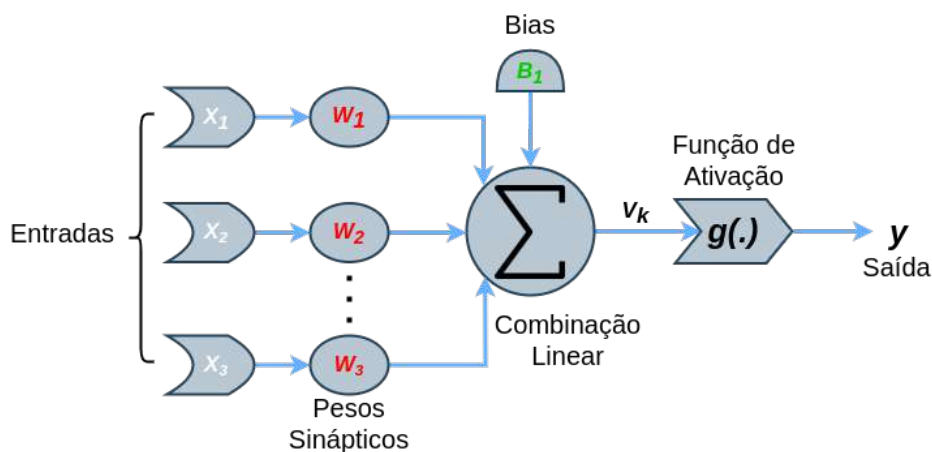 Bias
B1
X1
W1
Função de
Ativação
Entradas
X2
W2
Σ
Vk
g(.)
y
Saída
Combinação
Linear
X3
W3
Pesos
Sinápticos